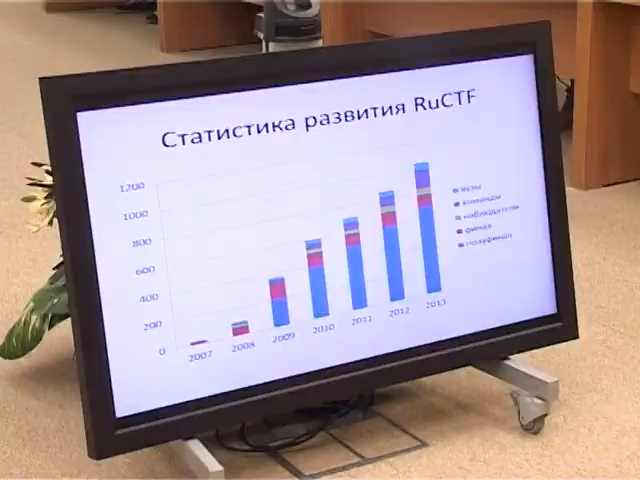 Статистика развития RuCTF
1200
1000
800
600
400
200
0
2007 2008 2009 2010 2011 2012 2013
вузы
команды
наблюдатели
финал
полуфинал